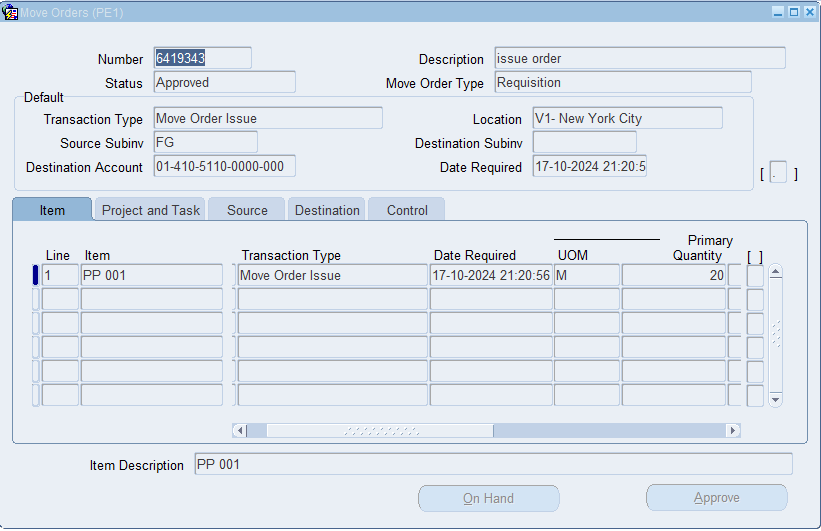 Move Orders (PE1)
Number 6419343 Description issue order
Status Approved Move Order Type Requisition
Default
Transaction Type Move Order Issue Location V1- New York City
Source Subinv FG Destination Subinv
Destination Account 01-410-5110-0000-000 Date Required 17-10-2024 21:20:5 [ . ]
Item Project and Task Source Destination Control
Primary
Line Item Transaction Type Date Required UOM Quantity [ ]
1 PP 001 Move Order Issue 17-10-2024 21:20:56 M 20
Item Description PP 001
On Hand Approve